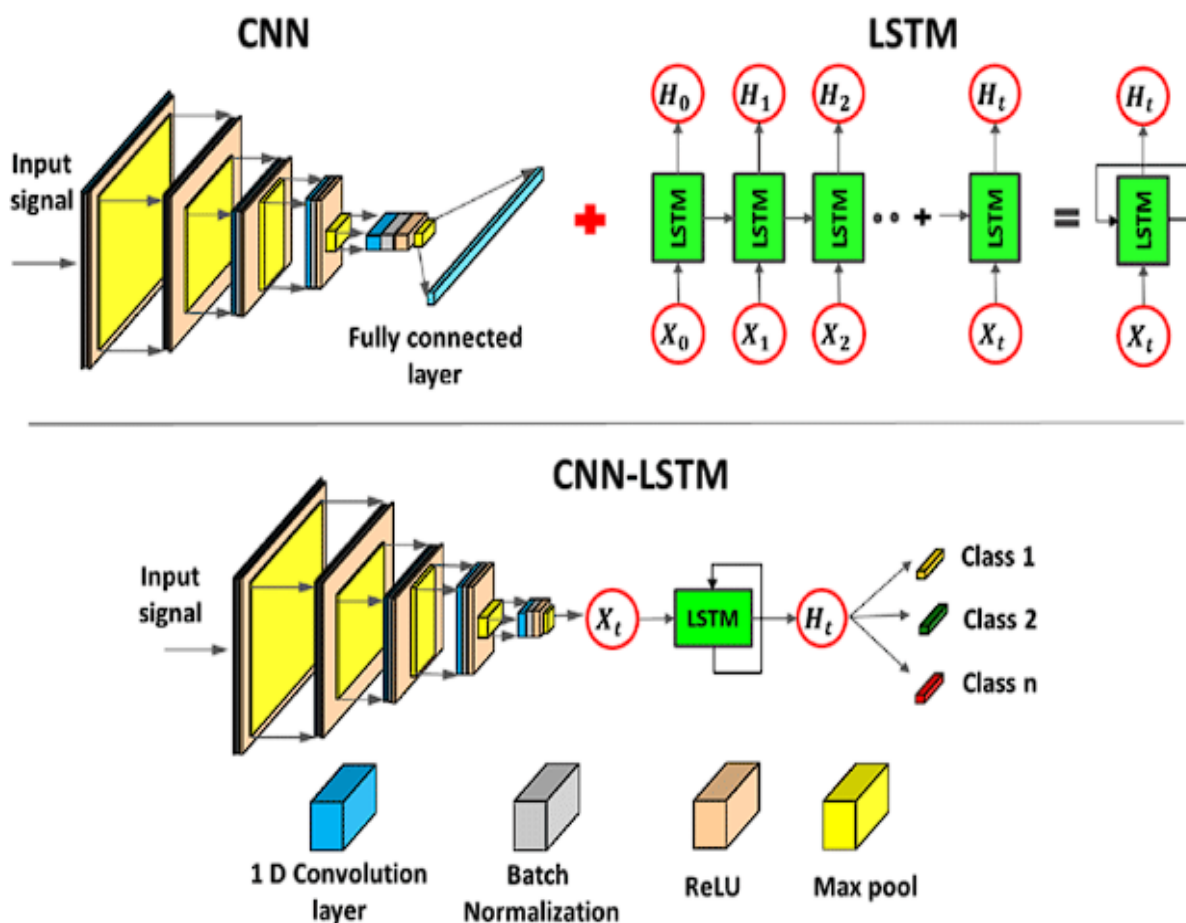 CNN
LSTM
Input
signal
Fully connected
layer
H₀
H₁
H₂
Hₜ
Hₜ
LSTM
LSTM
LSTM
LSTM
LSTM
X₀
X₁
X₂
Xₜ
Xₜ
CNN-LSTM
Input
signal
Xₜ
LSTM
Hₜ
Class 1
Class 2
Class n
1 D Convolution
layer
Batch
Normalization
ReLU
Max pool